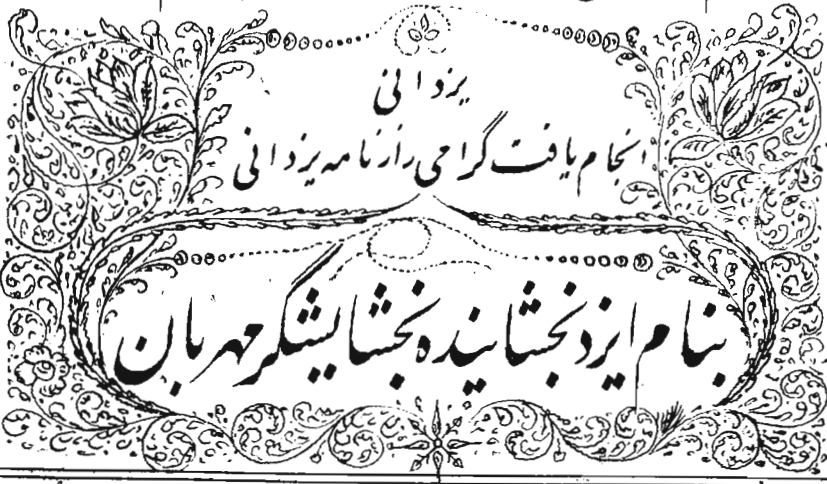 یزدانی
انجام یافت گرامی رازنامه یزدانی
بنام ایزد بخشاینده بخشایشگر مهربان